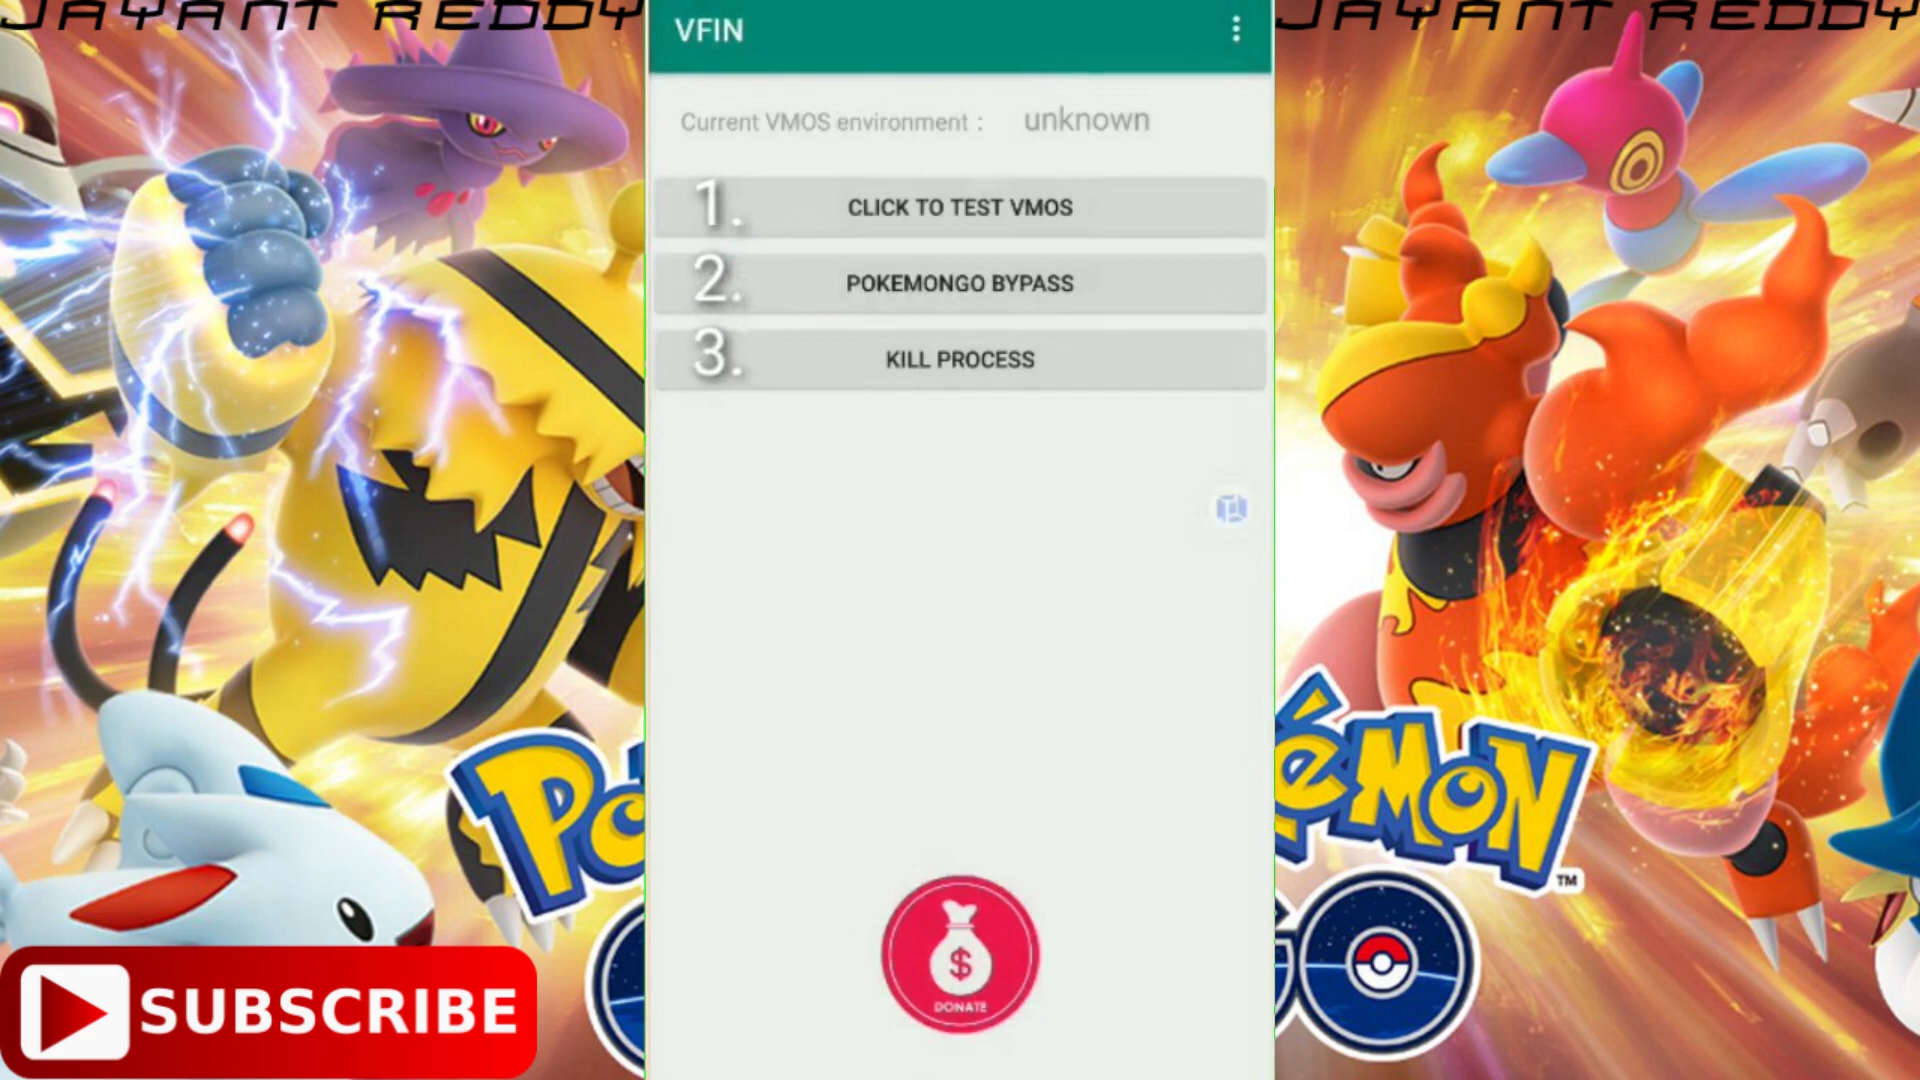 JAYANT REDDY
VFIN
JAYANT REDDY
Current VMOS environment : unknown
1. CLICK TO TEST VMOS
2. POKEMONGO BYPASS
3. KILL PROCESS
Po
émon
TM
GO
$
DONATE
SUBSCRIBE